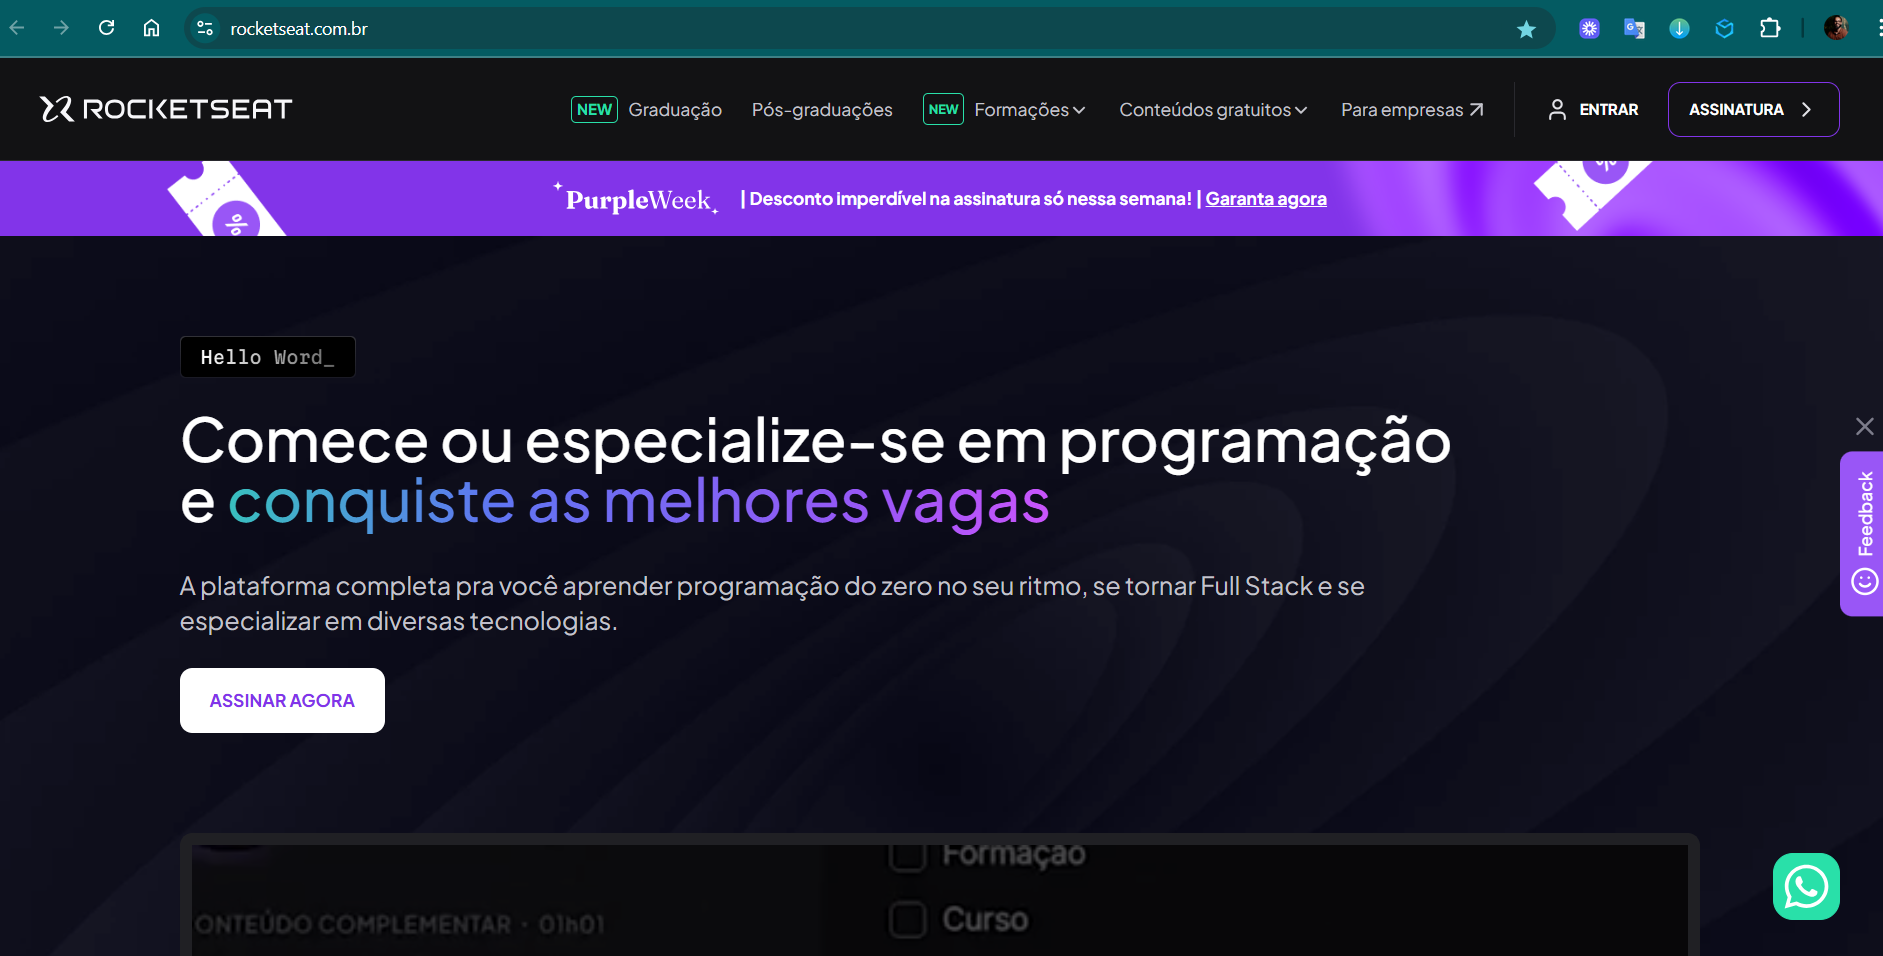 rocketseat.com.br
ROCKETSEAT
NEW Graduação Pós-graduações NEW Formações Conteúdos gratuitos Para empresas ENTRAR ASSINATURA
PurpleWeek | Desconto imperdível na assinatura só nessa semana! | Garanta agora
Hello Word_
Comece ou especialize-se em programação
e conquiste as melhores vagas
A plataforma completa pra você aprender programação do zero no seu ritmo, se tornar Full Stack e se
especializar em diversas tecnologias.
ASSINAR AGORA
Feedback
Formação
ONTEÚDO COMPLEMENTAR · 01h01
Curso